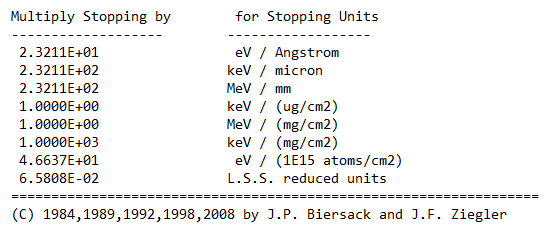 Multiply Stopping by        for Stopping Units
-------------------        ------------------
 2.3211E+01                 eV / Angstrom
 2.3211E+02                keV / micron
 2.3211E+02                MeV / mm
 1.0000E+00                keV / (ug/cm2)
 1.0000E+00                MeV / (mg/cm2)
 1.0000E+03                keV / (mg/cm2)
 4.6637E+01                 eV / (1E15 atoms/cm2)
 6.5808E-02                L.S.S. reduced units
==================================================================
(C) 1984,1989,1992,1998,2008 by J.P. Biersack and J.F. Ziegler